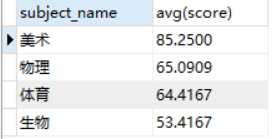 subject_name avg(score)
美术 85.2500
物理 65.0909
体育 64.4167
生物 53.4167